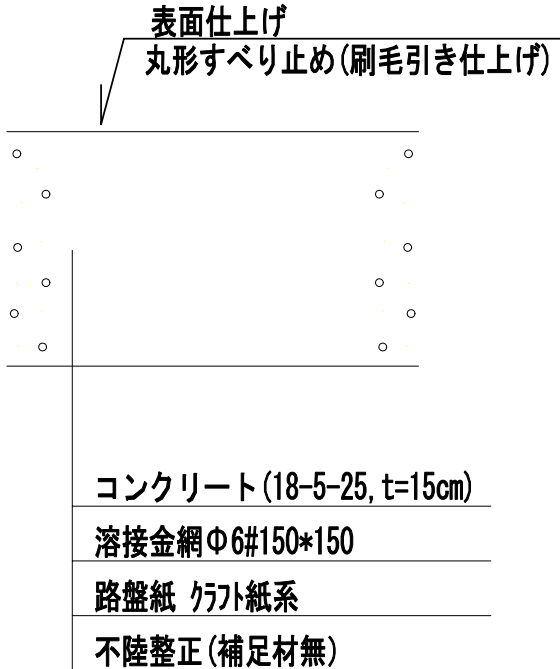 表面仕上げ
丸形すべり止め(刷毛引き仕上げ)
コンクリート(18-5-25,t=15cm)
溶接金網Φ6#150*150
路盤紙 クラフト紙系
不陸整正(補足材無)